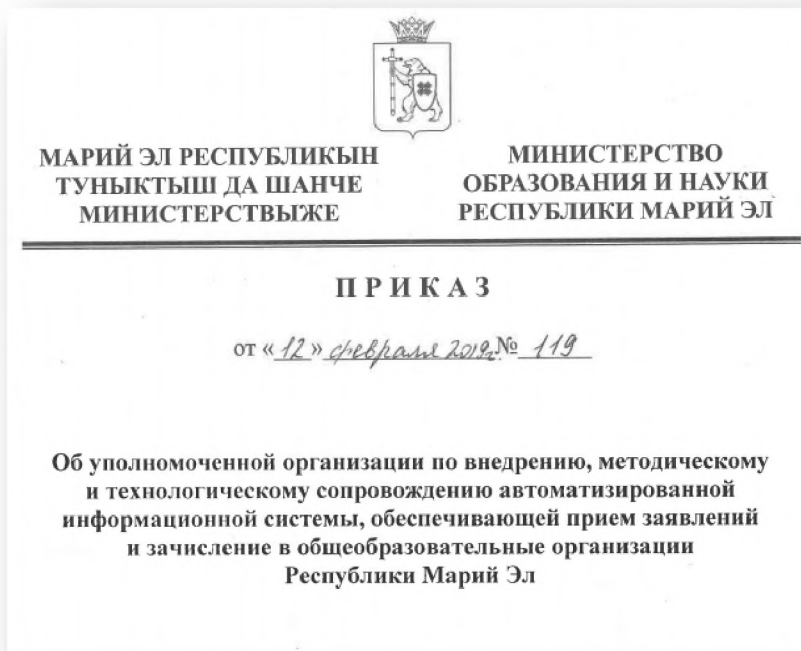 МАРИЙ ЭЛ РЕСПУБЛИКЫН
ТУНЫКТЫШ ДА ШАНЧЕ
МИНИСТЕРСТВЫЖЕ
МИНИСТЕРСТВО
ОБРАЗОВАНИЯ И НАУКИ
РЕСПУБЛИКИ МАРИЙ ЭЛ
П Р И К А З
от «12» февраля 2019г. № 119
Об уполномоченной организации по внедрению, методическому
и технологическому сопровождению автоматизированной
информационной системы, обеспечивающей прием заявлений
и зачисление в общеобразовательные организации
Республики Марий Эл